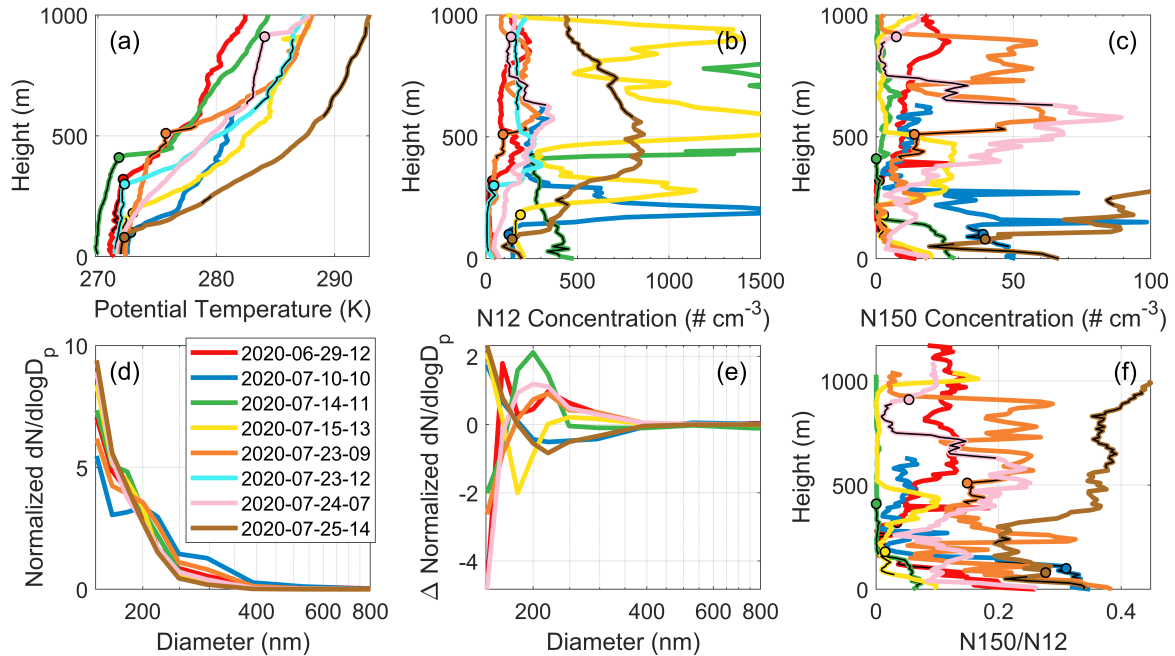 (a)
1000
500
0
Height (m)
270
280
290
Potential Temperature (K)
(b)
1000
500
0
Height (m)
0
500
1000
1500
N12 Concentration (# cm-3)
(c)
1000
500
0
Height (m)
0
50
100
N150 Concentration (# cm-3)
(d)
10
5
0
Normalized dN/dlogDp
200
400
600
800
Diameter (nm)
2020-06-29-12
2020-07-10-10
2020-07-14-11
2020-07-15-13
2020-07-23-09
2020-07-23-12
2020-07-24-07
2020-07-25-14
(e)
2
0
-2
-4
Δ Normalized dN/dlogDp
200
400
600
800
Diameter (nm)
(f)
1000
500
0
Height (m)
0
0.2
0.4
N150/N12